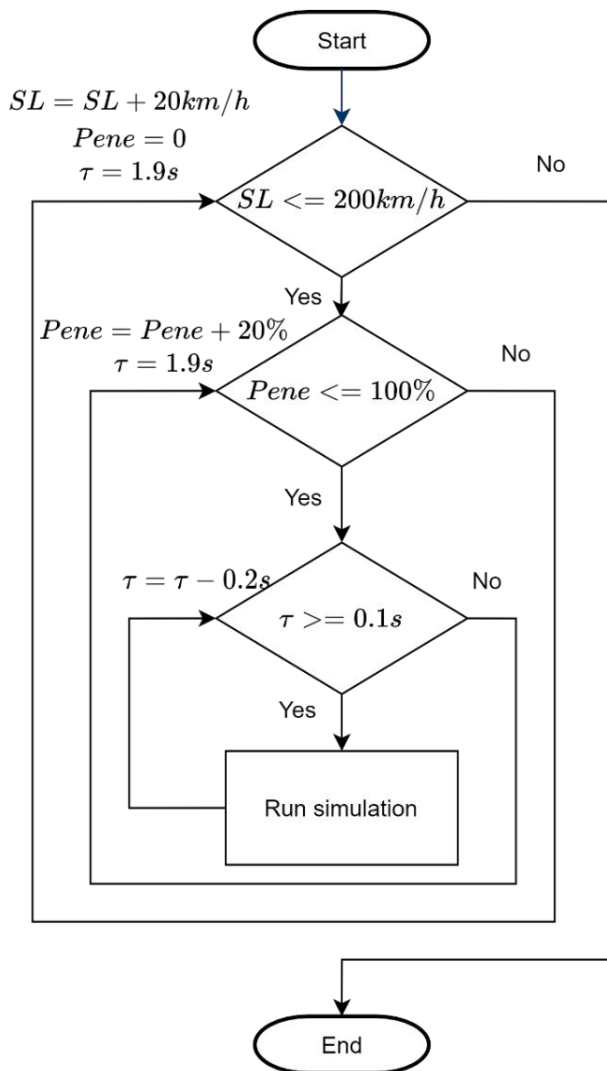 Start
SL = SL + 20km/h
Pene = 0
τ = 1.9s
No
SL <= 200km/h
Yes
Pene = Pene + 20%
τ = 1.9s
No
Pene <= 100%
Yes
τ = τ − 0.2s
No
τ >= 0.1s
Yes
Run simulation
End